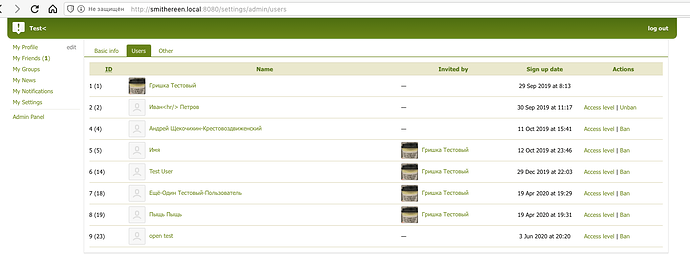 Не защищён http://smithereen.local:8080/settings/admin/users
Test< log out
My Profile edit
My Friends (1)
My Groups
My News
My Notifications
My Settings
Admin Panel
Basic info Users Other
ID Name Invited by Sign up date Actions
1 (1) Гришка Тестовый — 29 Sep 2019 at 8:13
2 (2) Иван<hr/> Петров — 30 Sep 2019 at 11:17 Access level | Unban
4 (4) Андрей Щекочихин-Крестовоздвиженский — 11 Oct 2019 at 15:41 Access level | Ban
5 (5) Имя Гришка Тестовый 12 Oct 2019 at 23:46 Access level | Ban
6 (14) Test User Гришка Тестовый 29 Dec 2019 at 22:03 Access level | Ban
7 (18) Ещё-Один Тестовый-Пользователь Гришка Тестовый 19 Apr 2020 at 19:29 Access level | Ban
8 (19) Пыщь Пыщь Гришка Тестовый 19 Apr 2020 at 19:31 Access level | Ban
9 (23) open test — 3 Jun 2020 at 20:20 Access level | Ban